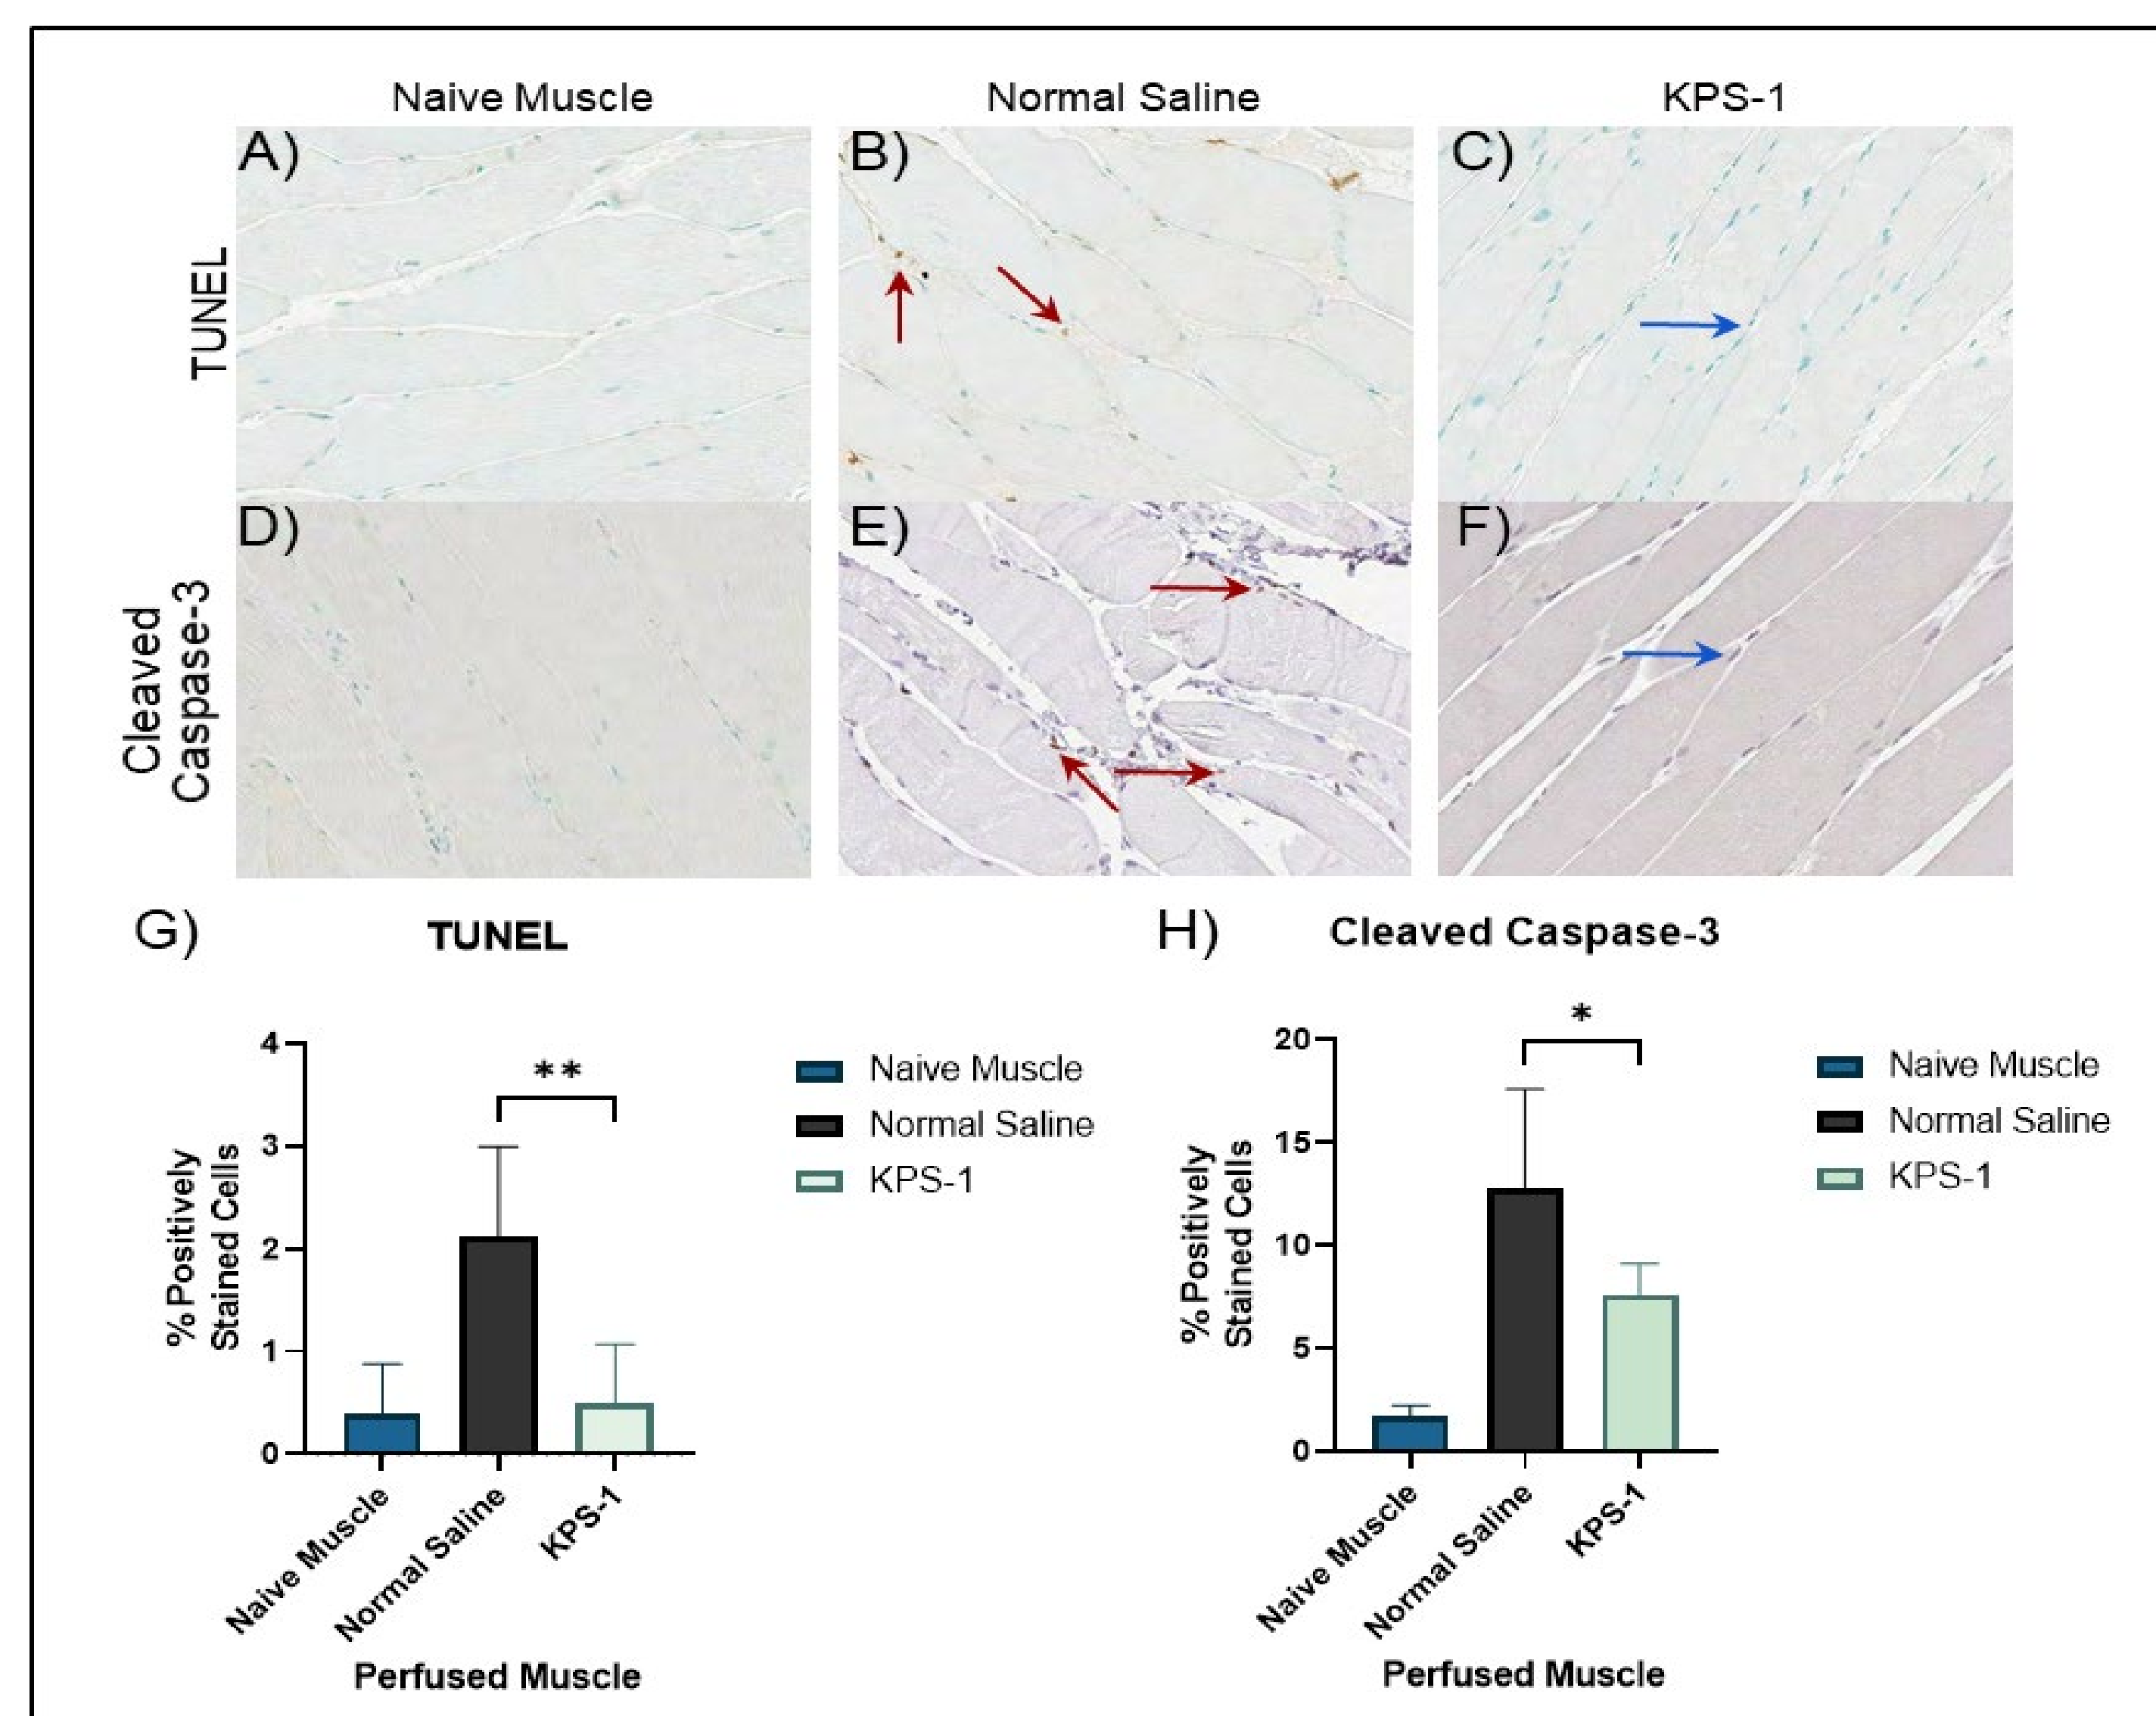 Naive Muscle
Normal Saline
KPS-1
A)
B)
C)
TUNEL
D)
E)
F)
Cleaved
Caspase-3
G)
TUNEL
4
3
2
1
0
%Positively
Stained Cells
**
Naive Muscle
Normal Saline
KPS-1
Naive Muscle
Normal Saline
KPS-1
Perfused Muscle
H)
Cleaved Caspase-3
20
15
10
5
0
%Positively
Stained Cells
*
Naive Muscle
Normal Saline
KPS-1
Naive Muscle
Normal Saline
KPS-1
Perfused Muscle